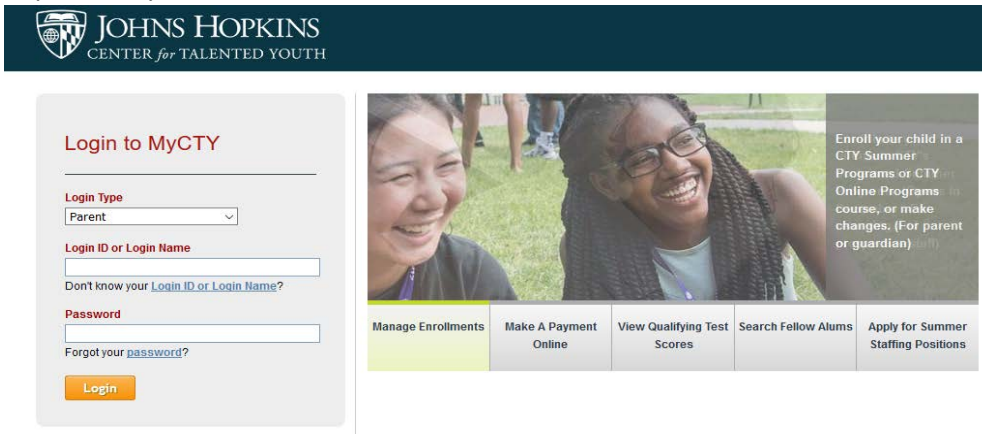 JOHNS HOPKINS
CENTER for TALENTED YOUTH
Login to MyCTY
Login Type
Parent
Login ID or Login Name
Don't know your Login ID or Login Name?
Password
Forgot your password?
Login
Enroll your child in a
CTY Summer
Programs or CTY
Online Programs
course, or make
changes. (For parent
or guardian)
Manage Enrollments
Make A Payment
Online
View Qualifying Test
Scores
Search Fellow Alums
Apply for Summer
Staffing Positions